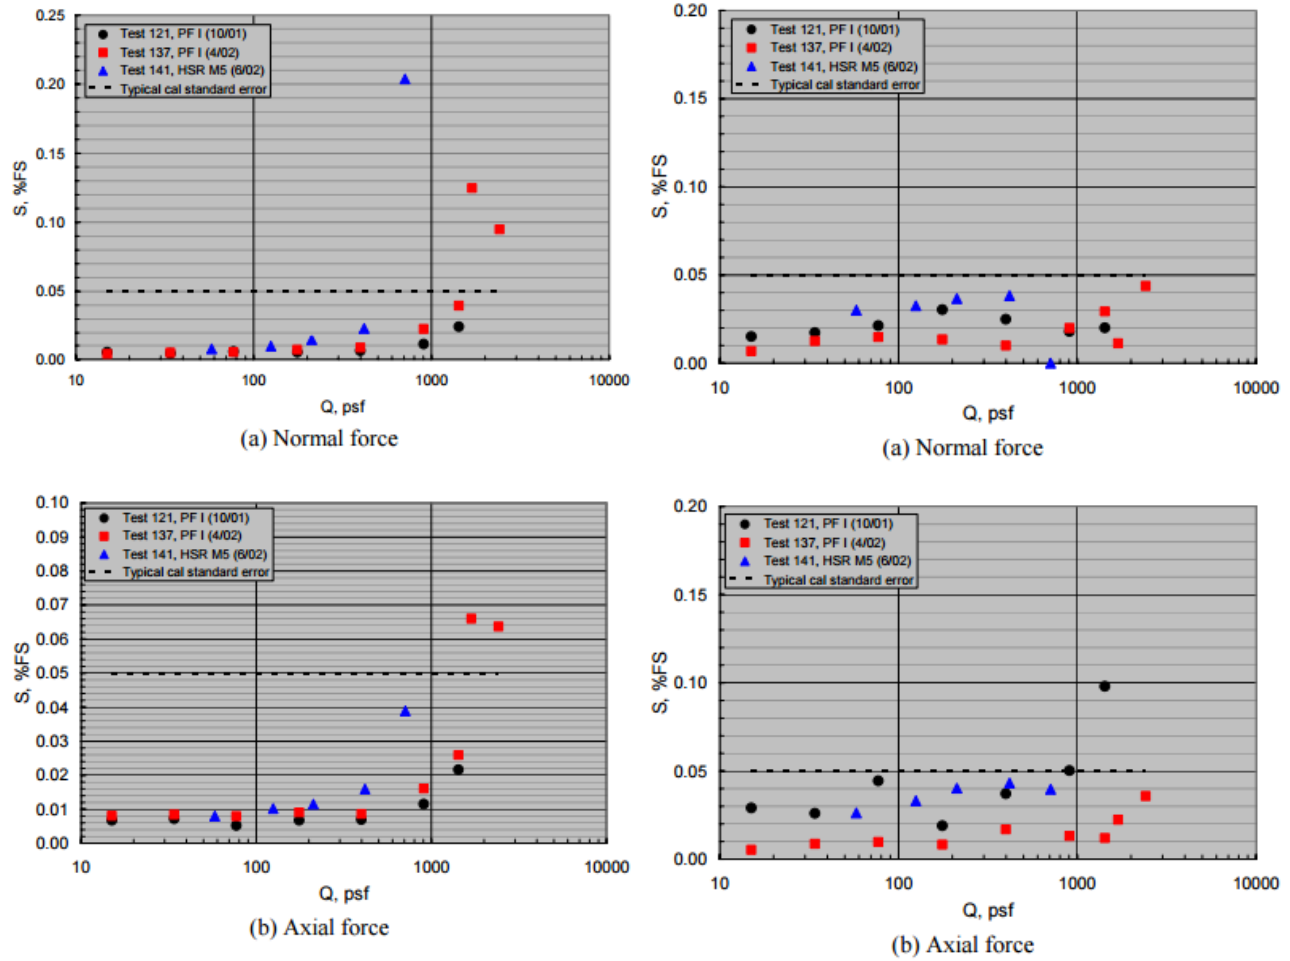 0.25
0.20
0.15
0.10
0.05
0.00
S, %FS
Test 121, PF I (10/01)
Test 137, PF I (4/02)
Test 141, HSR M5 (6/02)
Typical cal standard error
10 100 1000 10000
Q, psf
(a) Normal force
0.20
0.15
0.10
0.05
0.00
S, %FS
Test 121, PF I (10/01)
Test 137, PF I (4/02)
Test 141, HSR M5 (6/02)
Typical cal standard error
10 100 1000 10000
Q, psf
(a) Normal force
0.10
0.09
0.08
0.07
0.06
0.05
0.04
0.03
0.02
0.01
0.00
S, %FS
Test 121, PF I (10/01)
Test 137, PF I (4/02)
Test 141, HSR M5 (6/02)
Typical cal standard error
10 100 1000 10000
Q, psf
(b) Axial force
0.20
0.15
0.10
0.05
0.00
S, %FS
Test 121, PF I (10/01)
Test 137, PF I (4/02)
Test 141, HSR M5 (6/02)
Typical cal standard error
10 100 1000 10000
Q, psf
(b) Axial force